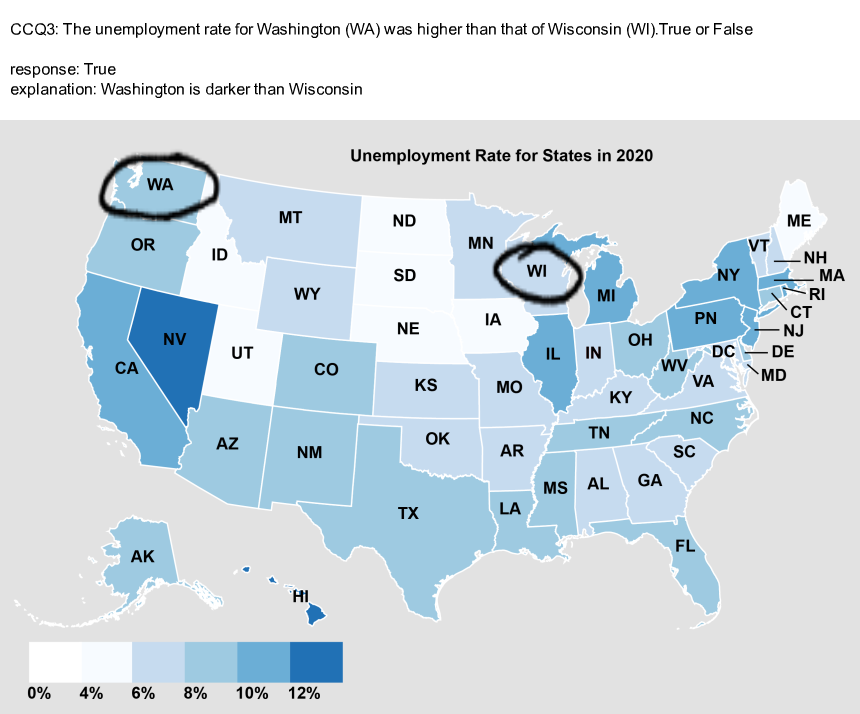 CCQ3: The unemployment rate for Washington (WA) was higher than that of Wisconsin (WI).True or False
response: True
explanation: Washington is darker than Wisconsin
Unemployment Rate for States in 2020
WA
MT
ND
MN
ME
OR
ID
SD
WI
VT
NH
WY
MI
NY
MA
RI
NV
NE
IA
PN
CT
CA
UT
CO
IL
IN
OH
NJ
KS
MO
WV
DC
DE
KY
VA
MD
AZ
NM
OK
AR
TN
NC
SC
TX
LA
MS
AL
GA
FL
AK
HI
0% 4% 6% 8% 10% 12%